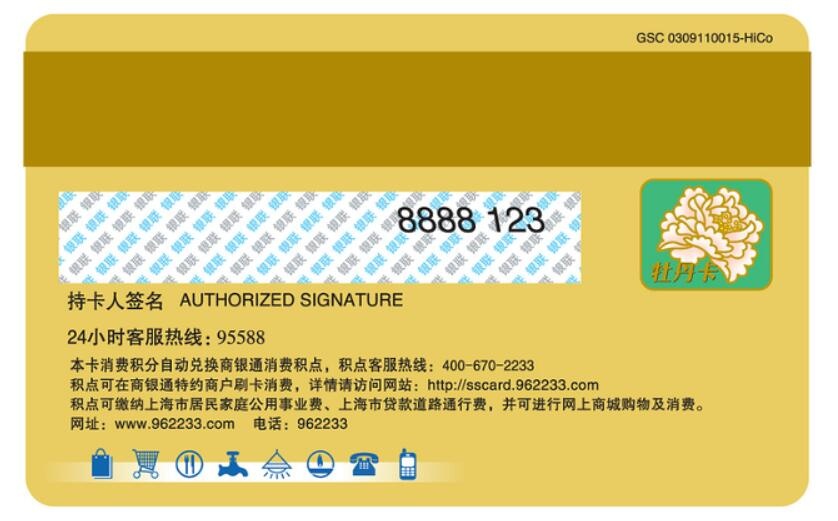 GSC 0309110015-HiCo
8888 123
牡丹卡
持卡人签名 AUTHORIZED SIGNATURE
24小时客服热线：95588
本卡消费积分自动兑换商银通消费积点，积点客服热线：400-670-2233
积点可在商银通特约商户刷卡消费，详情请访问网站：http://sscard.962233.com
积点可缴纳上海市居民家庭公用事业费、上海市贷款道路通行费，并可进行网上商城购物及消费。
网址：www.962233.com 电话：962233